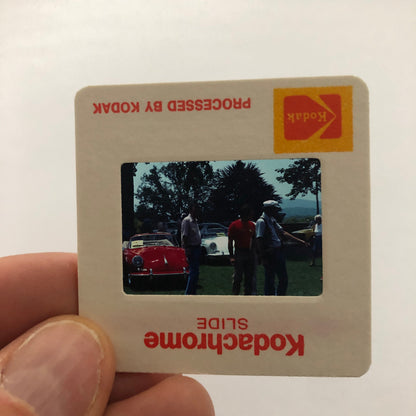 PROCESSED BY KODAK
Kodak
Kodachrome
SLIDE